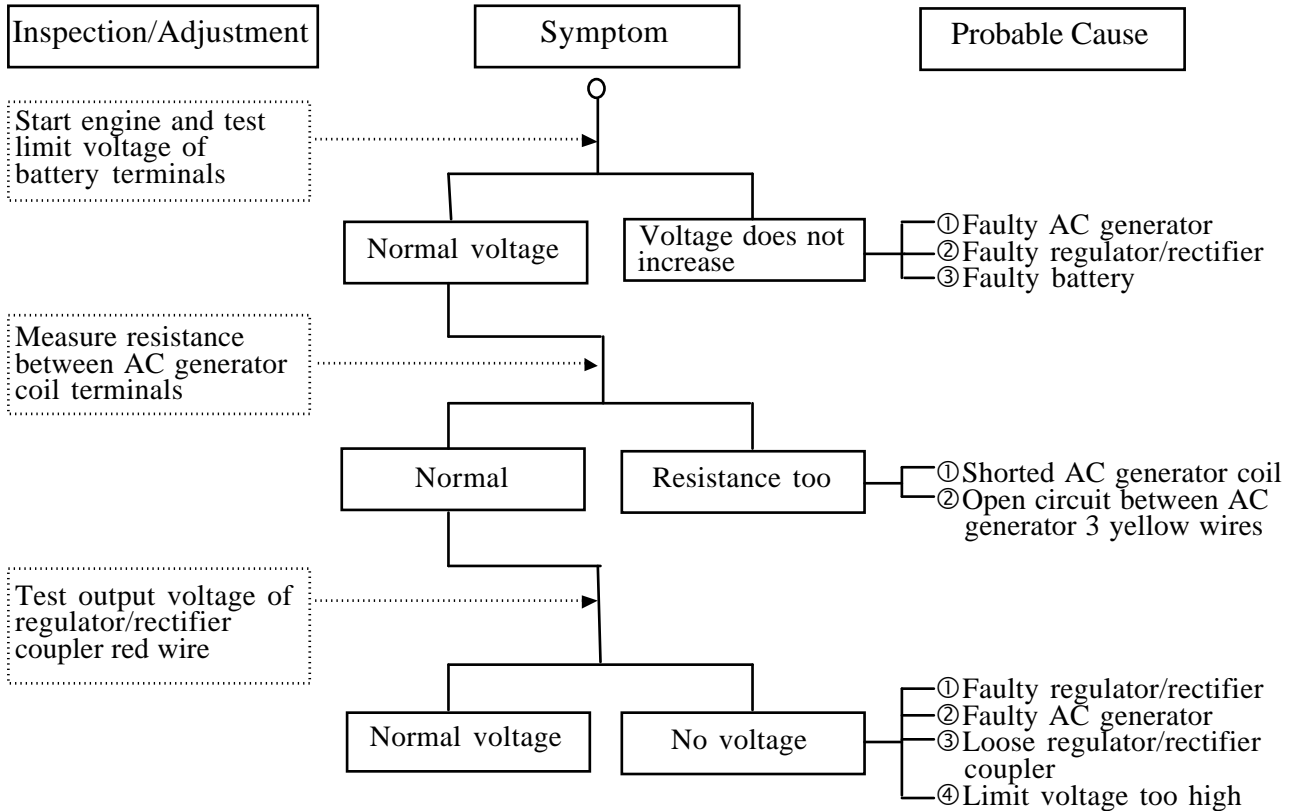 Inspection/Adjustment
Symptom
Probable Cause
Start engine and test
limit voltage of
battery terminals
Normal voltage
Voltage does not
increase
①Faulty AC generator
②Faulty regulator/rectifier
③Faulty battery
Measure resistance
between AC generator
coil terminals
Normal
Resistance too
①Shorted AC generator coil
②Open circuit between AC
generator 3 yellow wires
Test output voltage of
regulator/rectifier
coupler red wire
Normal voltage
No voltage
①Faulty regulator/rectifier
②Faulty AC generator
③Loose regulator/rectifier
coupler
④Limit voltage too high